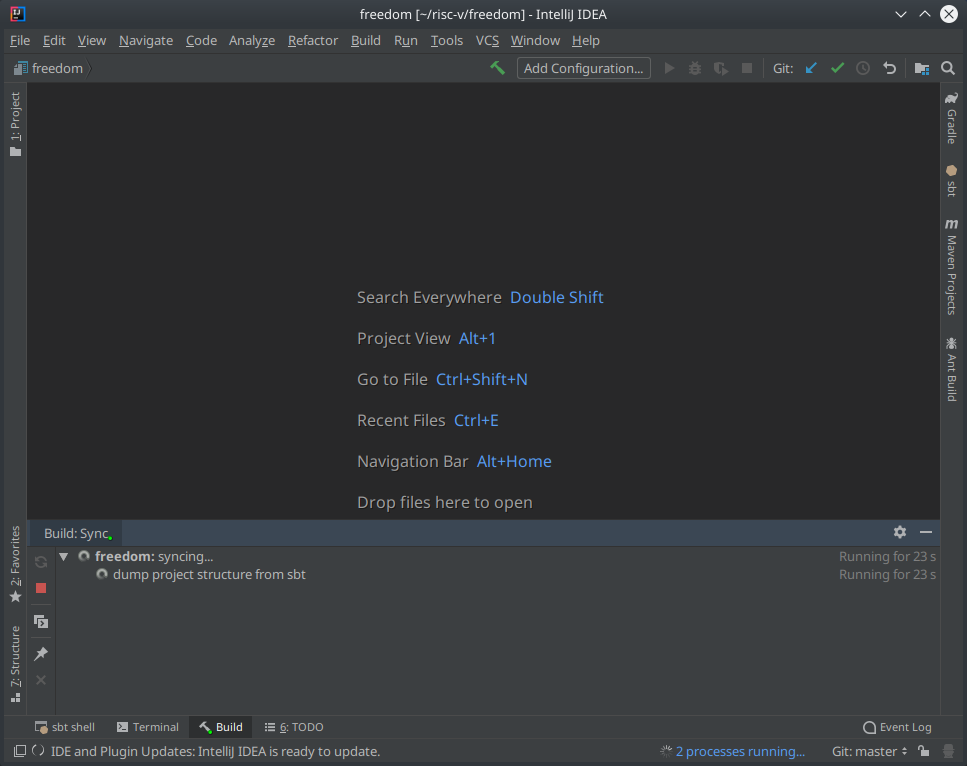 freedom [~/risc-v/freedom] - IntelliJ IDEA
File Edit View Navigate Code Analyze Refactor Build Run Tools VCS Window Help
freedom Add Configuration... Git:
1: Project
Gradle
sbt
Maven Projects
Ant Build
Search Everywhere Double Shift
Project View Alt+1
Go to File Ctrl+Shift+N
Recent Files Ctrl+E
Navigation Bar Alt+Home
Drop files here to open
2: Favorites
7: Structure
Build: Sync
freedom: syncing... Running for 23 s
dump project structure from sbt Running for 23 s
sbt shell Terminal Build 6: TODO Event Log
IDE and Plugin Updates: IntelliJ IDEA is ready to update. 2 processes running... Git: master